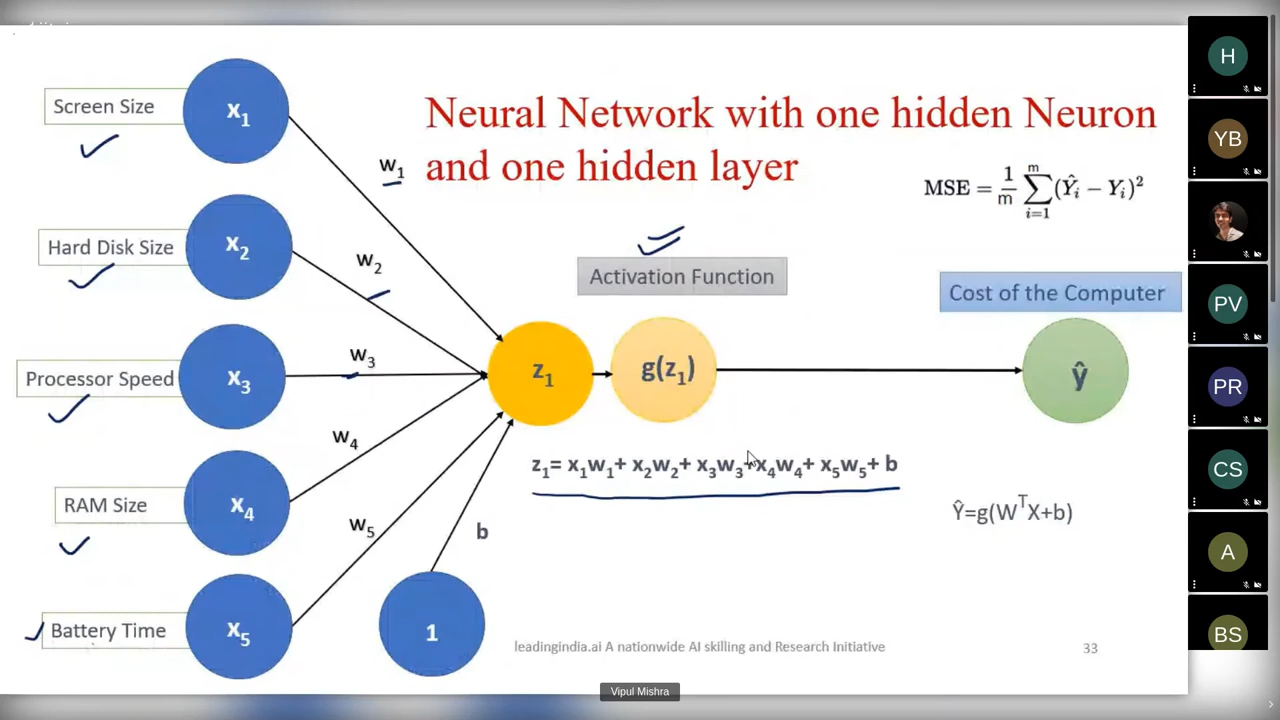 Neural Network with one hidden Neuron
and one hidden layer
Screen Size
x₁
w₁
MSE = 1/m ∑ᵢ₌₁ᵐ (Ŷᵢ − Yᵢ)²
Hard Disk Size
x₂
w₂
Activation Function
Cost of the Computer
Processor Speed
x₃
w₃
z₁
g(z₁)
ŷ
w₄
z₁= x₁w₁+ x₂w₂+ x₃w₃+x₄w₄+ x₅w₅+ b
RAM Size
x₄
w₅
b
Ŷ=g(WᵀX+b)
Battery Time
x₅
1
leadingindia.ai A nationwide AI skilling and Research Initiative
33
Vipul Mishra
H
YB
PV
PR
CS
A
BS